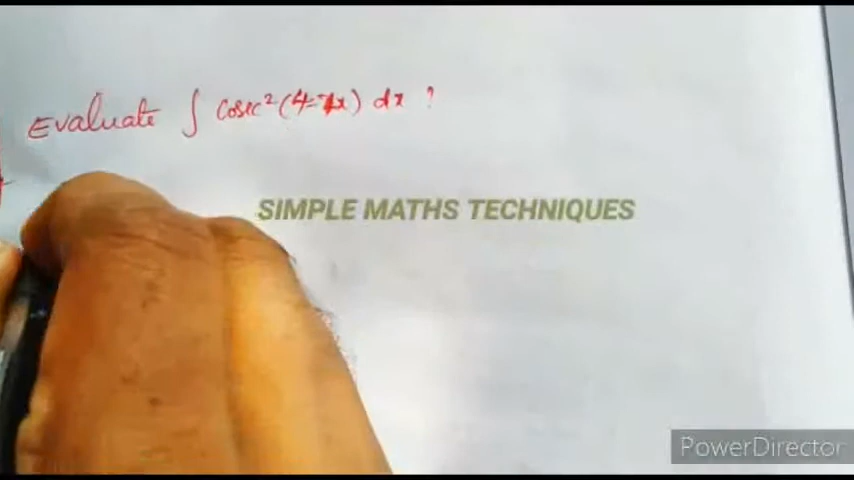 Evaluate ∫ Cosec²(4-7x) dx ?
SIMPLE MATHS TECHNIQUES
PowerDirector